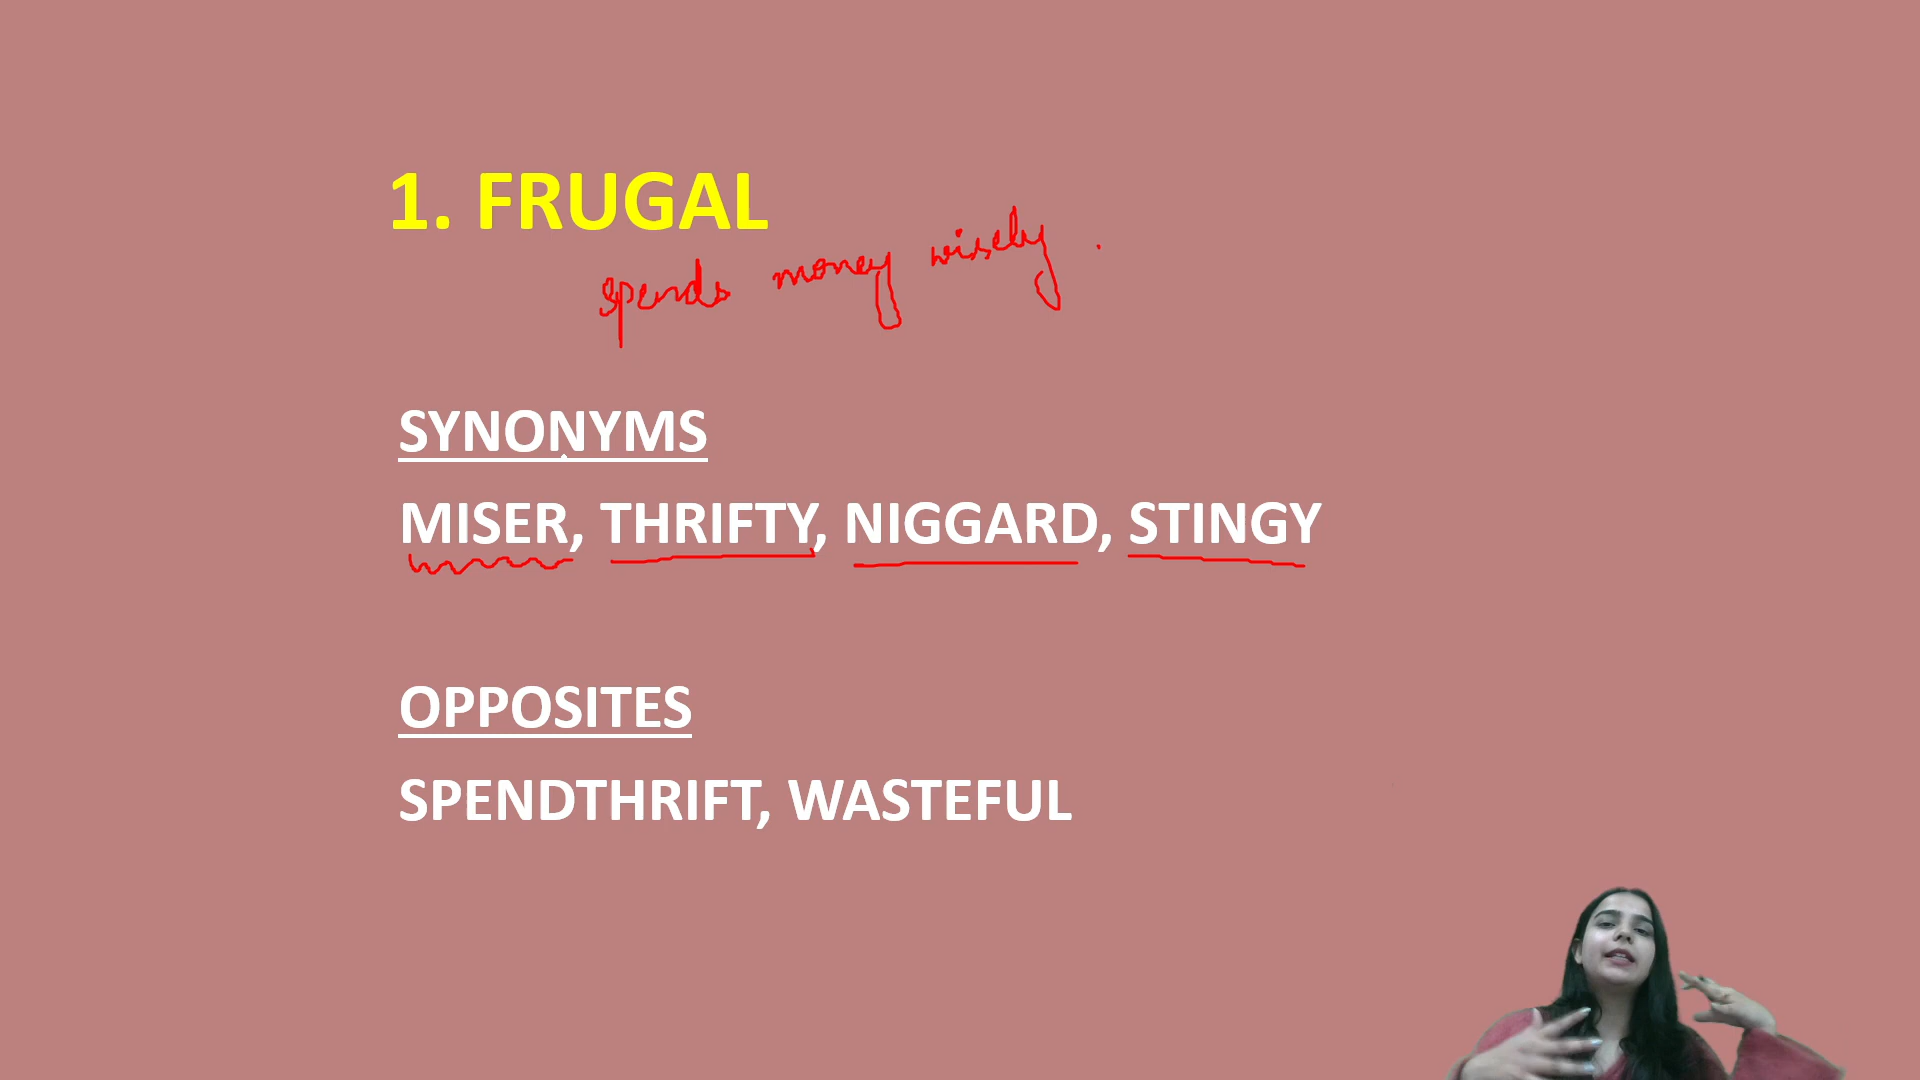 1. FRUGAL
spends money wisely.
SYNONYMS
MISER, THRIFTY, NIGGARD, STINGY
OPPOSITES
SPENDTHRIFT, WASTEFUL